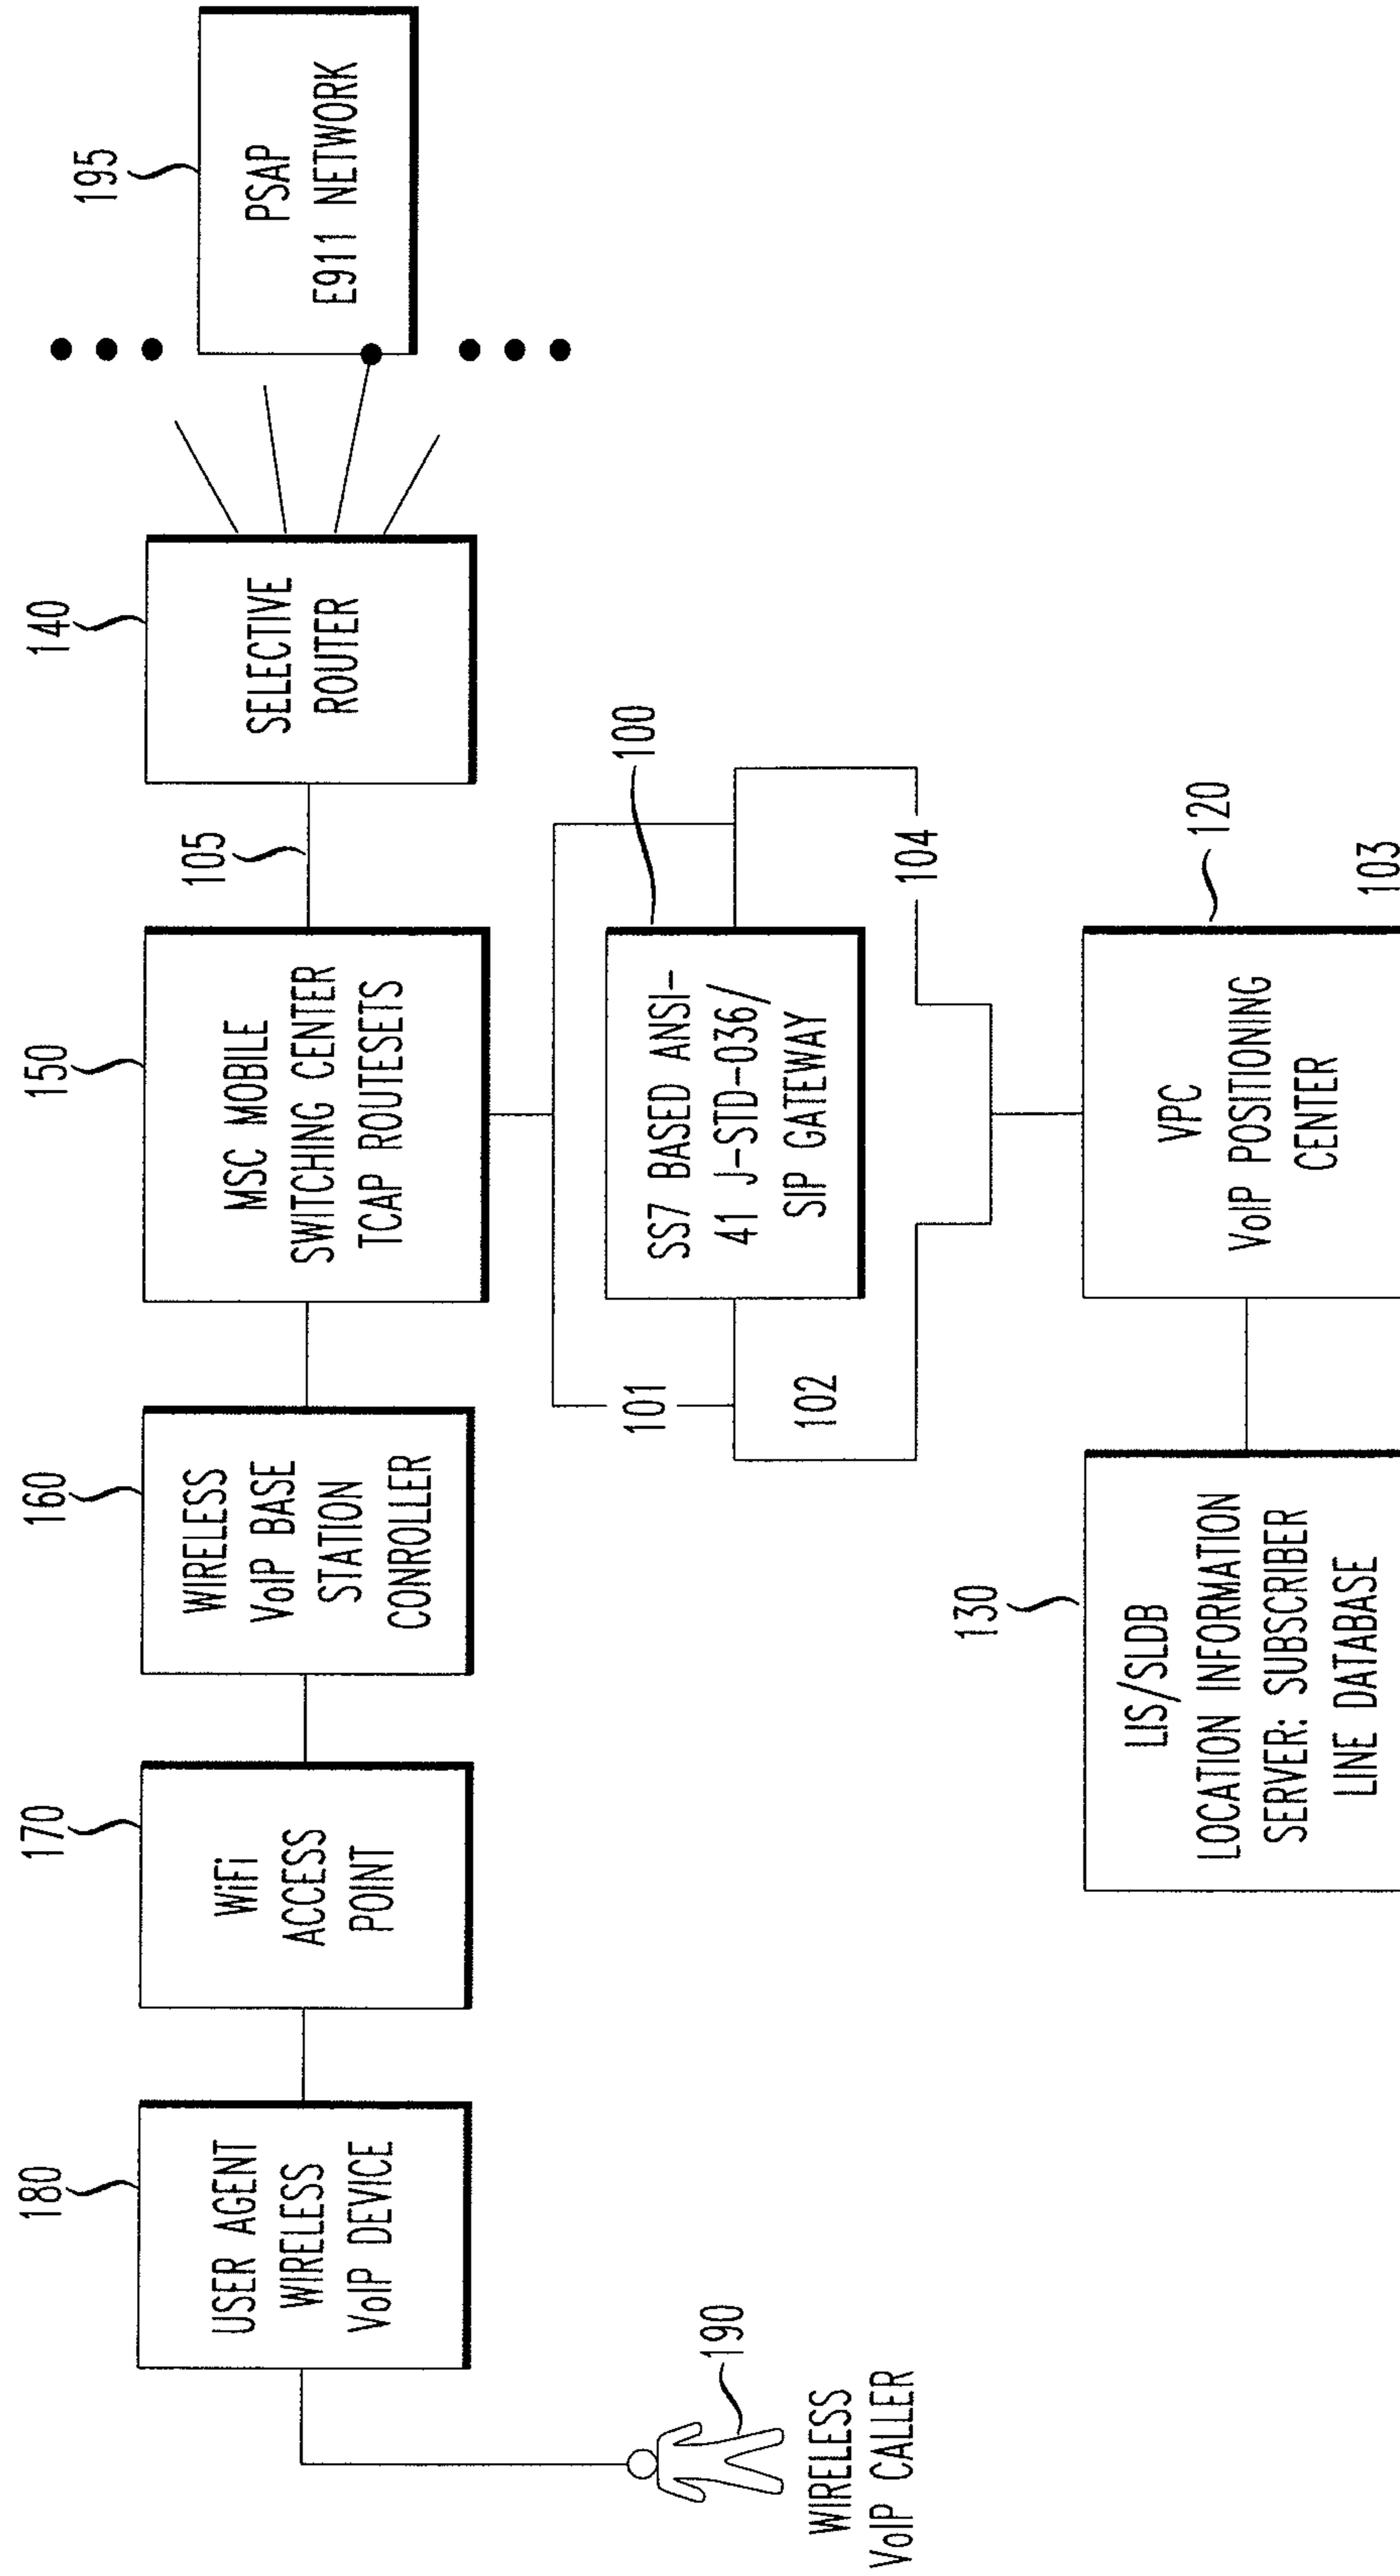 180
USER AGENT
WIRELESS
VoIP DEVICE
170
WiFi
ACCESS
POINT
160
WIRELESS
VoIP BASE
STATION
CONROLLER
150
MSC MOBILE
SWITCHING CENTER
TCAP ROUTESETS
105
140
SELECTIVE
ROUTER
195
PSAP
E911 NETWORK
190
WIRELESS
VoIP CALLER
101
102
SS7 BASED ANSI-
41 J-STD-036/
SIP GATEWAY
100
104
130
LIS/SLDB
LOCATION INFORMATION
SERVER: SUBSCRIBER
LINE DATABASE
VPC
VoIP POSITIONING
CENTER
120
103